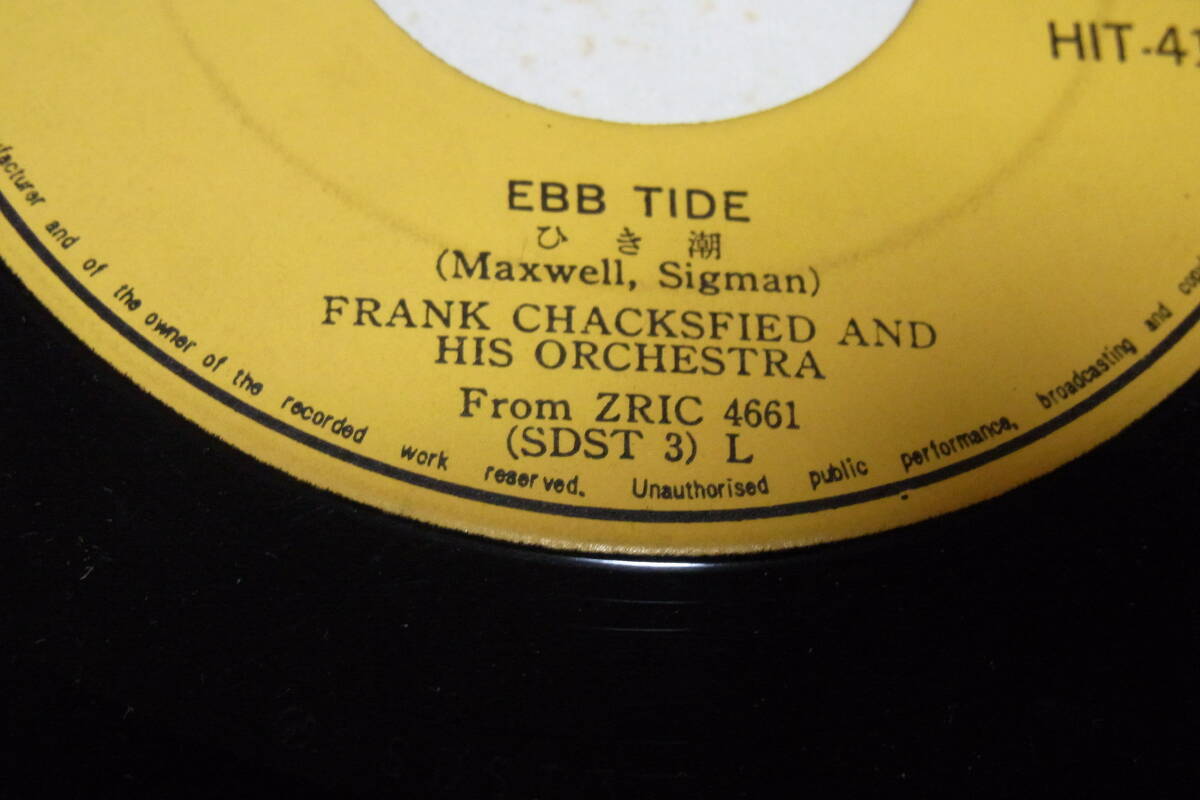 HIT-41
EBB TIDE
ひき潮
(Maxwell, Sigman)
FRANK CHACKSFIED AND
HIS ORCHESTRA
From ZRIC 4661
(SDST 3) L
and of the owner of the recorded work reserved. Unauthorised public performance, broadcasting and